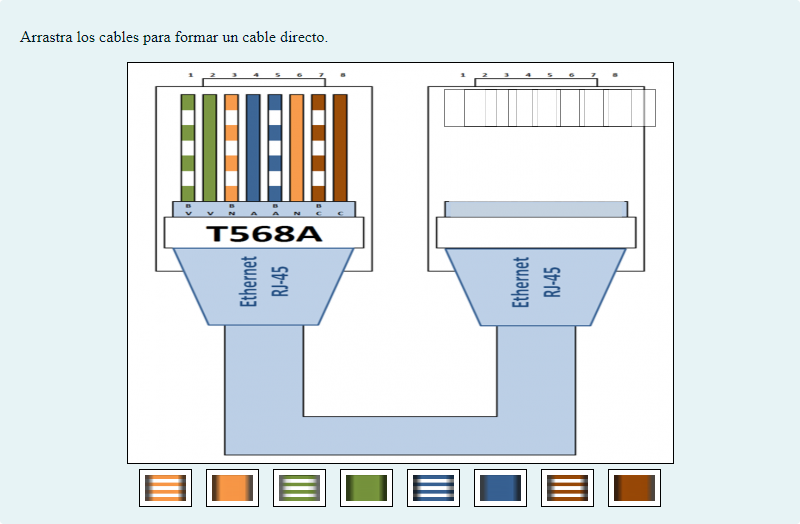 Arrastra los cables para formar un cable directo.
1 2 3 4 5 6 7 8
1 2 3 4 5 6 7 8
B B B B
V V N A A N C C
T568A
Ethernet
RJ-45
Ethernet
RJ-45